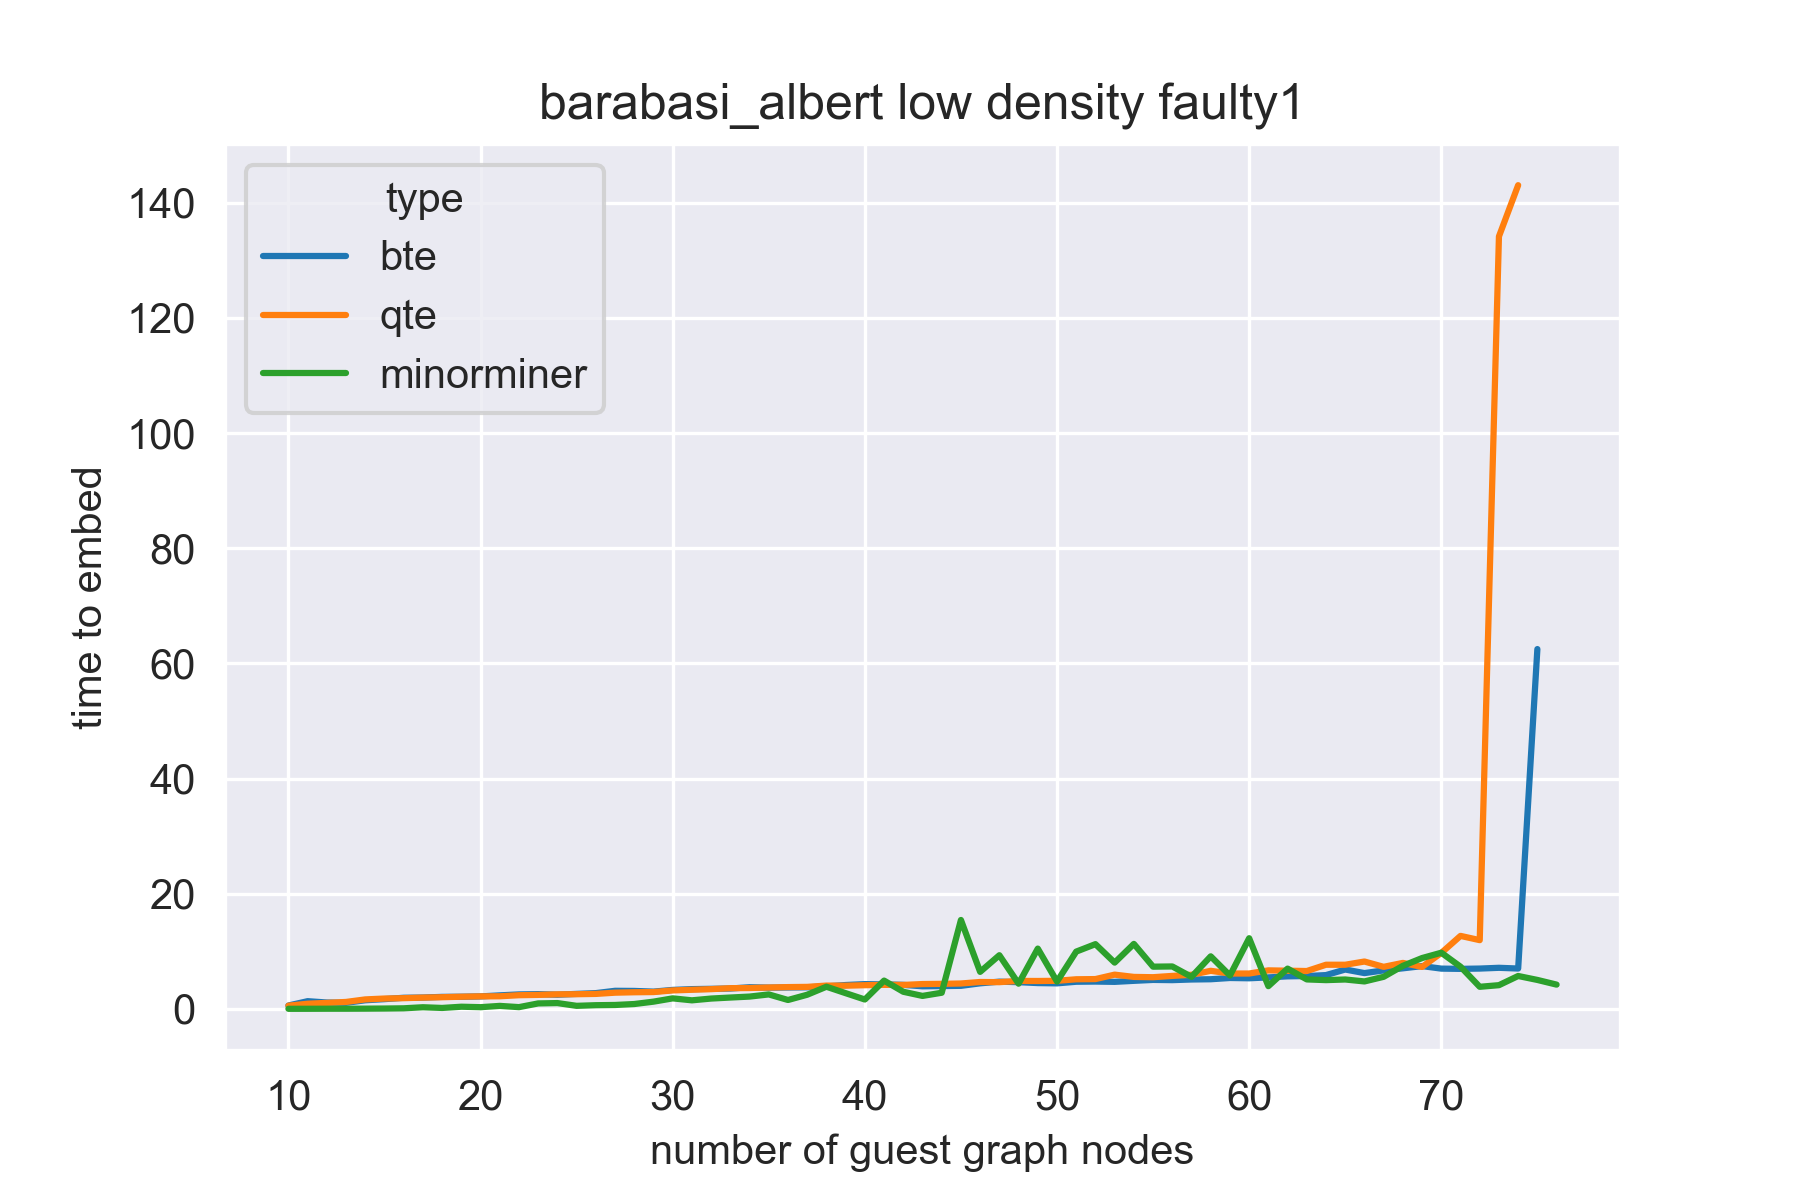 barabasi_albert low density faulty1
type
bte
qte
minorminer
time to embed
140
120
100
80
60
40
20
0
10 20 30 40 50 60 70
number of guest graph nodes